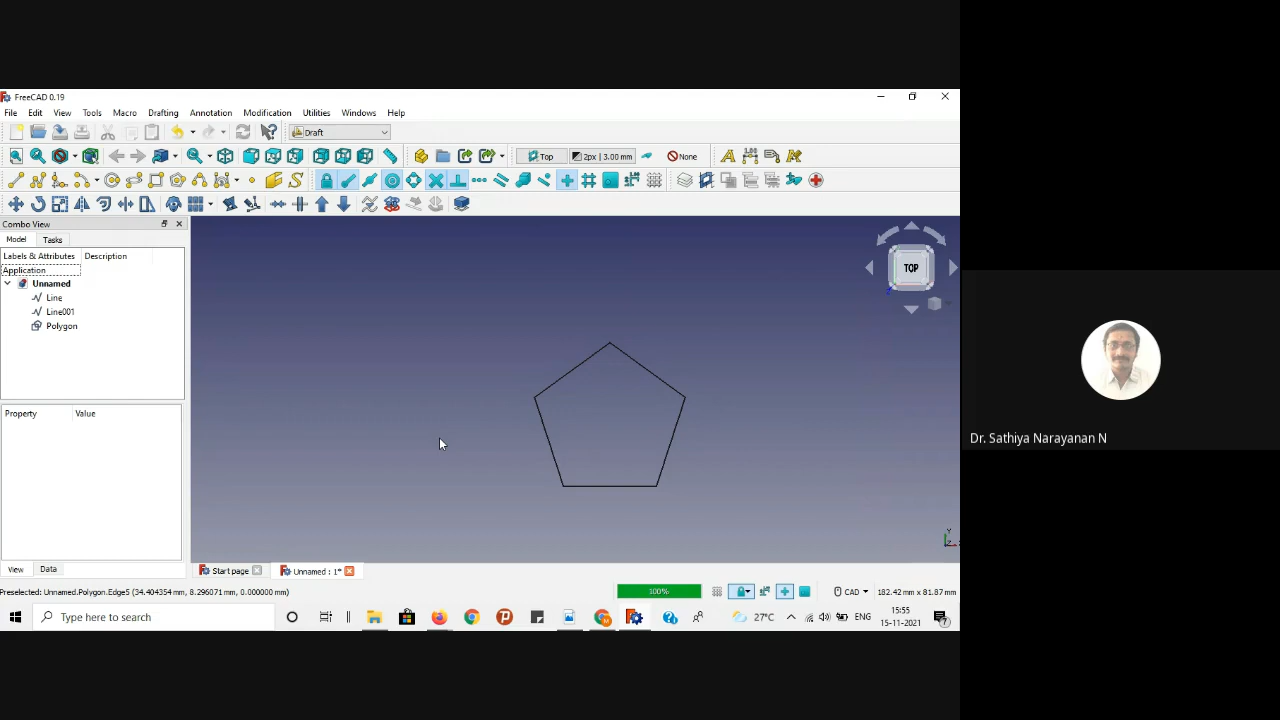 FreeCAD 0.19
File Edit View Tools Macro Drafting Annotation Modification Utilities Windows Help
Draft
Top 2px | 3.00 mm None
Combo View
Model Tasks
Labels & Attributes Description
Application
Unnamed
Line
Line001
Polygon
Property Value
TOP
Dr. Sathiya Narayanan N
Y
View Data
Start page Unnamed : 1*
Preselected: Unnamed.Polygon.Edge5 (34.404354 mm, 8.296071 mm, 0.000000 mm)
100%
CAD 182.42 mm x 81.87 mm
Type here to search
27°C ENG
15:55
15-11-2021